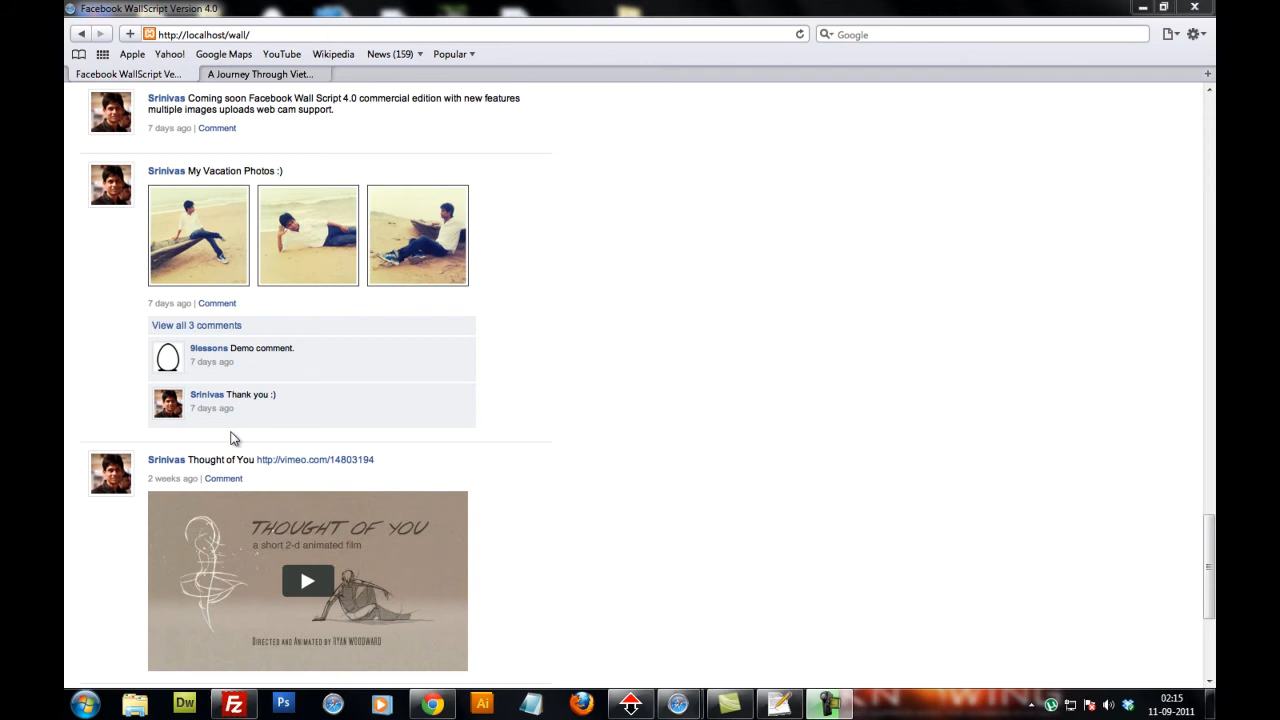 Facebook WallScript Version 4.0
http://localhost/wall/
Google
Apple Yahoo! Google Maps YouTube Wikipedia News (159) Popular
Facebook WallScript Ve...
A Journey Through Viet...
Srinivas Coming soon Facebook Wall Script 4.0 commercial edition with new features
multiple images uploads web cam support.
7 days ago | Comment
Srinivas My Vacation Photos :)
7 days ago | Comment
View all 3 comments
9lessons Demo comment.
7 days ago
Srinivas Thank you :)
7 days ago
Srinivas Thought of You http://vimeo.com/14803194
2 weeks ago | Comment
THOUGHT OF YOU
a short 2-d animated film
DIRECTED AND ANIMATED BY RYAN WOODWARD
Dw
Fz
Ps
Ai
02:15
11-09-2011